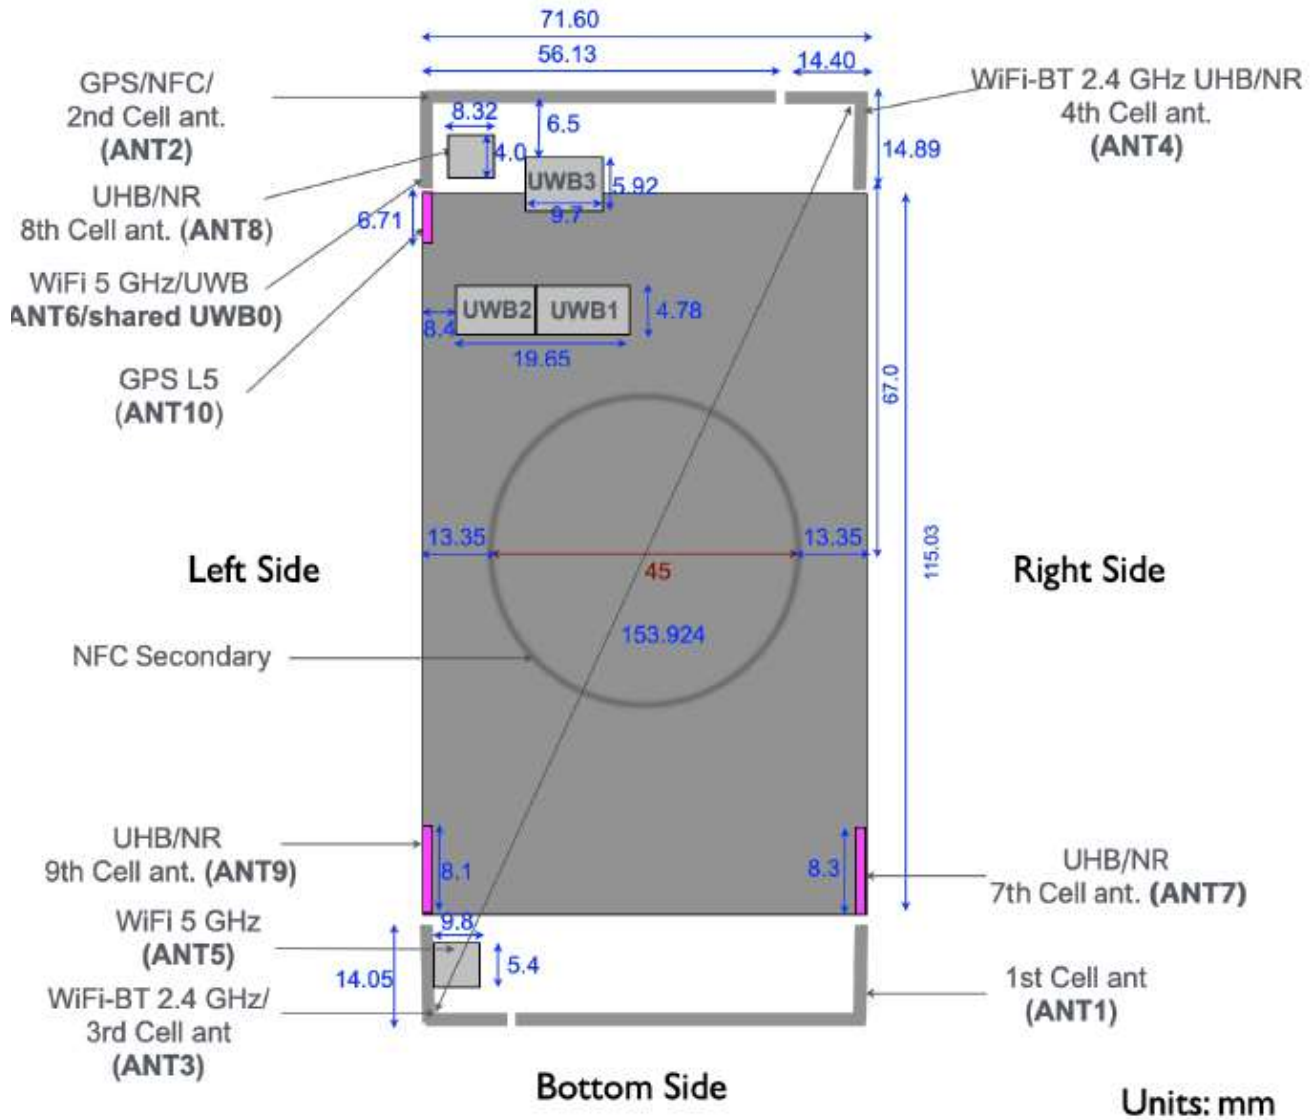 71.60
56.13
14.40
GPS/NFC/
2nd Cell ant.
(ANT2)
WiFi-BT 2.4 GHz UHB/NR
4th Cell ant.
(ANT4)
8.32
6.5
4.0
14.89
UWB3
5.92
9.7
UHB/NR
8th Cell ant. (ANT8)
6.71
WiFi 5 GHz/UWB
ANT6/shared UWB0)
UWB2
UWB1
4.78
8.4
19.65
GPS L5
(ANT10)
67.0
13.35
13.35
115.03
Left Side
45
Right Side
153.924
NFC Secondary
UHB/NR
9th Cell ant. (ANT9)
8.1
8.3
UHB/NR
7th Cell ant. (ANT7)
WiFi 5 GHz
(ANT5)
9.8
5.4
14.05
1st Cell ant
(ANT1)
WiFi-BT 2.4 GHz/
3rd Cell ant
(ANT3)
Bottom Side
Units: mm